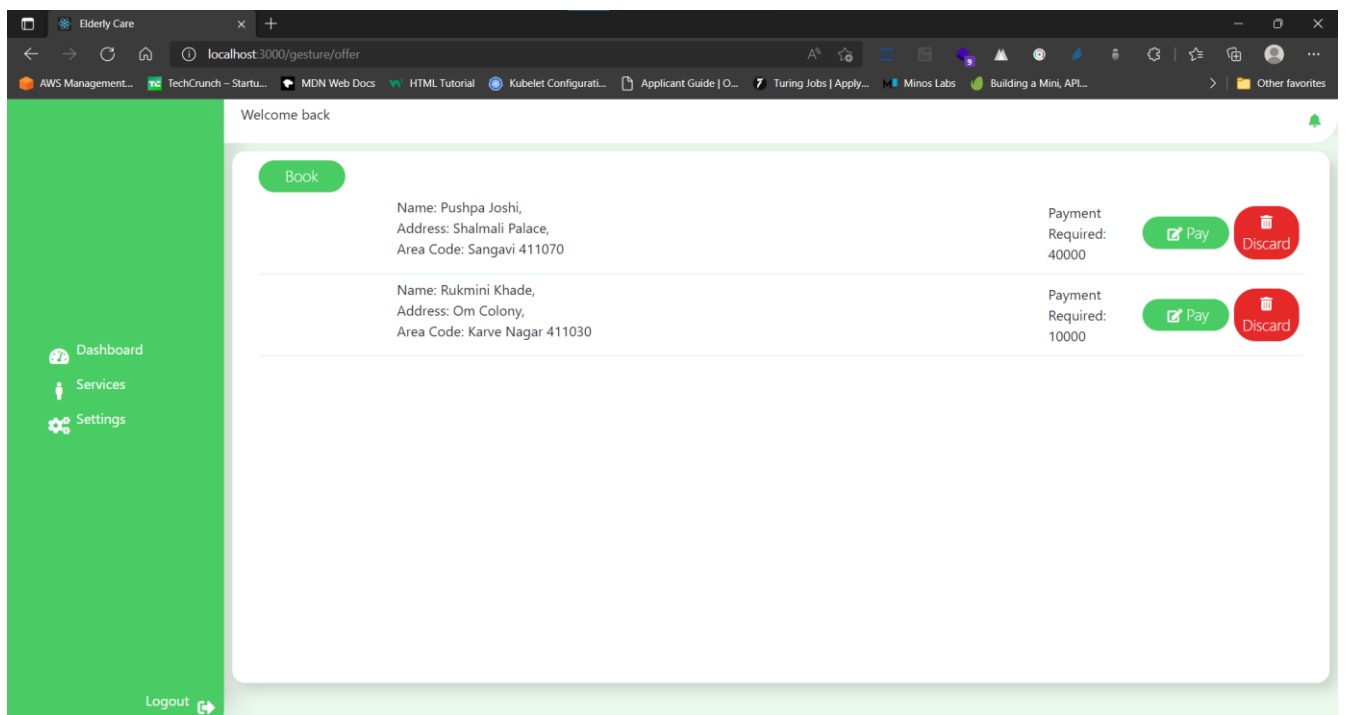 Elderly Care
localhost:3000/gesture/offer
9
AWS Management...
TechCrunch – Startu...
MDN Web Docs
HTML Tutorial
Kubelet Configurati...
Applicant Guide | O...
Turing Jobs | Apply...
Minos Labs
Building a Mini, API...
Other favorites
Welcome back
Book
Name: Pushpa Joshi,
Address: Shalmali Palace,
Area Code: Sangavi 411070
Payment
Required:
40000
Pay
Discard
Name: Rukmini Khade,
Address: Om Colony,
Area Code: Karve Nagar 411030
Payment
Required:
10000
Pay
Discard
Dashboard
Services
Settings
Logout